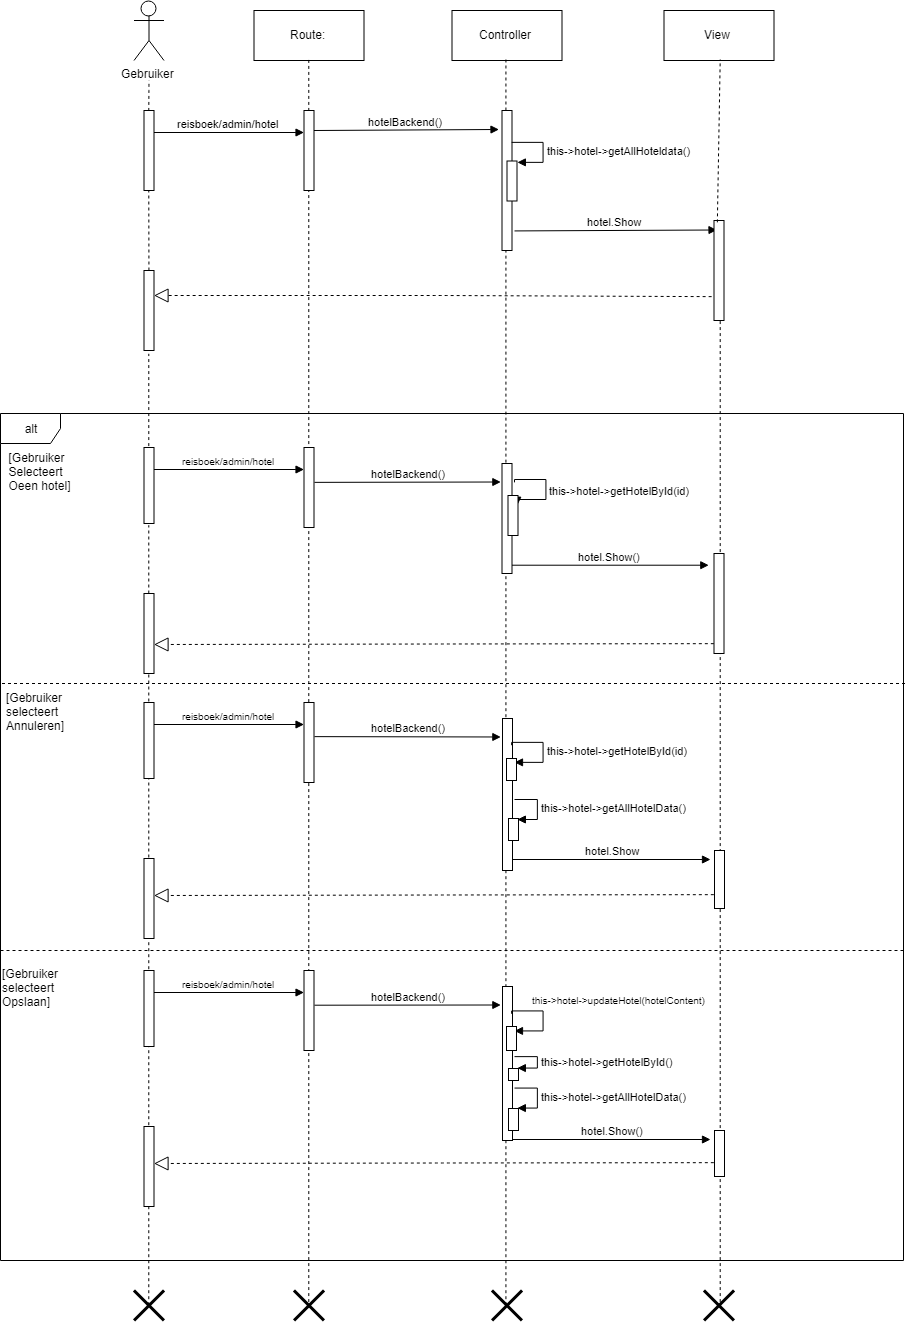 Gebruiker
Route:
Controller
View
reisboek/admin/hotel
hotelBackend()
this->hotel->getAllHoteldata()
hotel.Show
alt
[Gebruiker
Selecteert
Oeen hotel]
reisboek/admin/hotel
hotelBackend()
this->hotel->getHotelById(id)
hotel.Show()
[Gebruiker
selecteert
Annuleren]
reisboek/admin/hotel
hotelBackend()
this->hotel->getHotelById(id)
this->hotel->getAllHotelData()
hotel.Show
[Gebruiker
selecteert
Opslaan]
reisboek/admin/hotel
hotelBackend()
this->hotel->updateHotel(hotelContent)
this->hotel->getHotelById()
this->hotel->getAllHotelData()
hotel.Show()